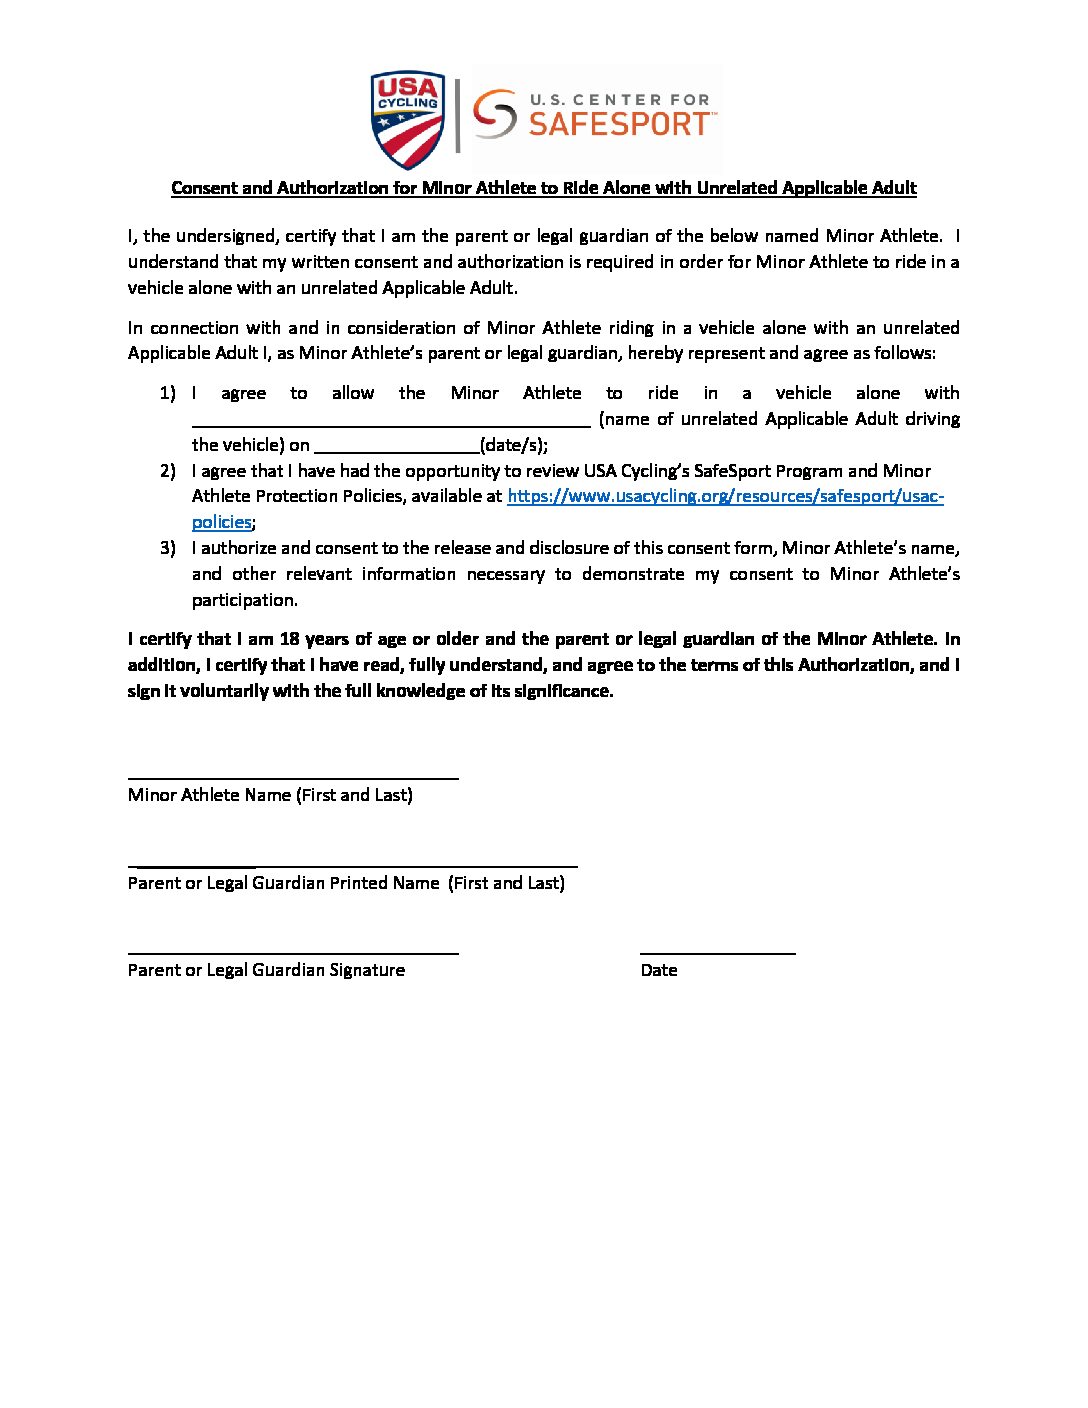 USA
CYCLING
U.S. CENTER FOR
SAFESPORT™
Consent and Authorization for Minor Athlete to Ride Alone with Unrelated Applicable Adult
I, the undersigned, certify that I am the parent or legal guardian of the below named Minor Athlete.  I
understand that my written consent and authorization is required in order for Minor Athlete to ride in a
vehicle alone with an unrelated Applicable Adult.
In connection with and in consideration of Minor Athlete riding in a vehicle alone with an unrelated
Applicable Adult I, as Minor Athlete's parent or legal guardian, hereby represent and agree as follows:
1) I agree to allow the Minor Athlete to ride in a vehicle alone with
________________________________________ (name of unrelated Applicable Adult driving
the vehicle) on _________________(date/s);
2) I agree that I have had the opportunity to review USA Cycling's SafeSport Program and Minor
Athlete Protection Policies, available at https://www.usacycling.org/resources/safesport/usac-
policies;
3) I authorize and consent to the release and disclosure of this consent form, Minor Athlete's name,
and other relevant information necessary to demonstrate my consent to Minor Athlete's
participation.
I certify that I am 18 years of age or older and the parent or legal guardian of the Minor Athlete. In
addition, I certify that I have read, fully understand, and agree to the terms of this Authorization, and I
sign it voluntarily with the full knowledge of its significance.
Minor Athlete Name (First and Last)
Parent or Legal Guardian Printed Name  (First and Last)
Parent or Legal Guardian Signature Date